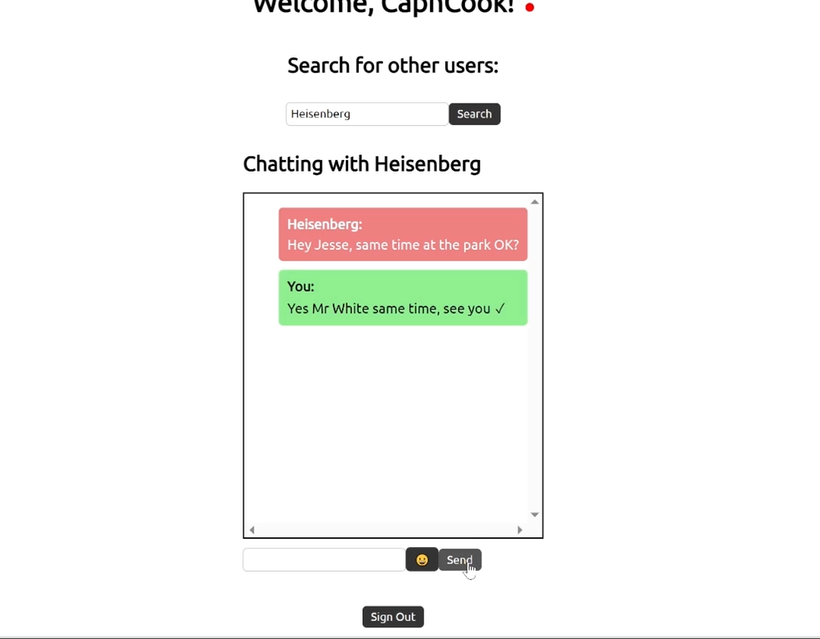 Welcome, CapnCook!
Search for other users:
Heisenberg
Search
Chatting with Heisenberg
Heisenberg:
Hey Jesse, same time at the park OK?
You:
Yes Mr White same time, see you ✓
😀 Send
Sign Out